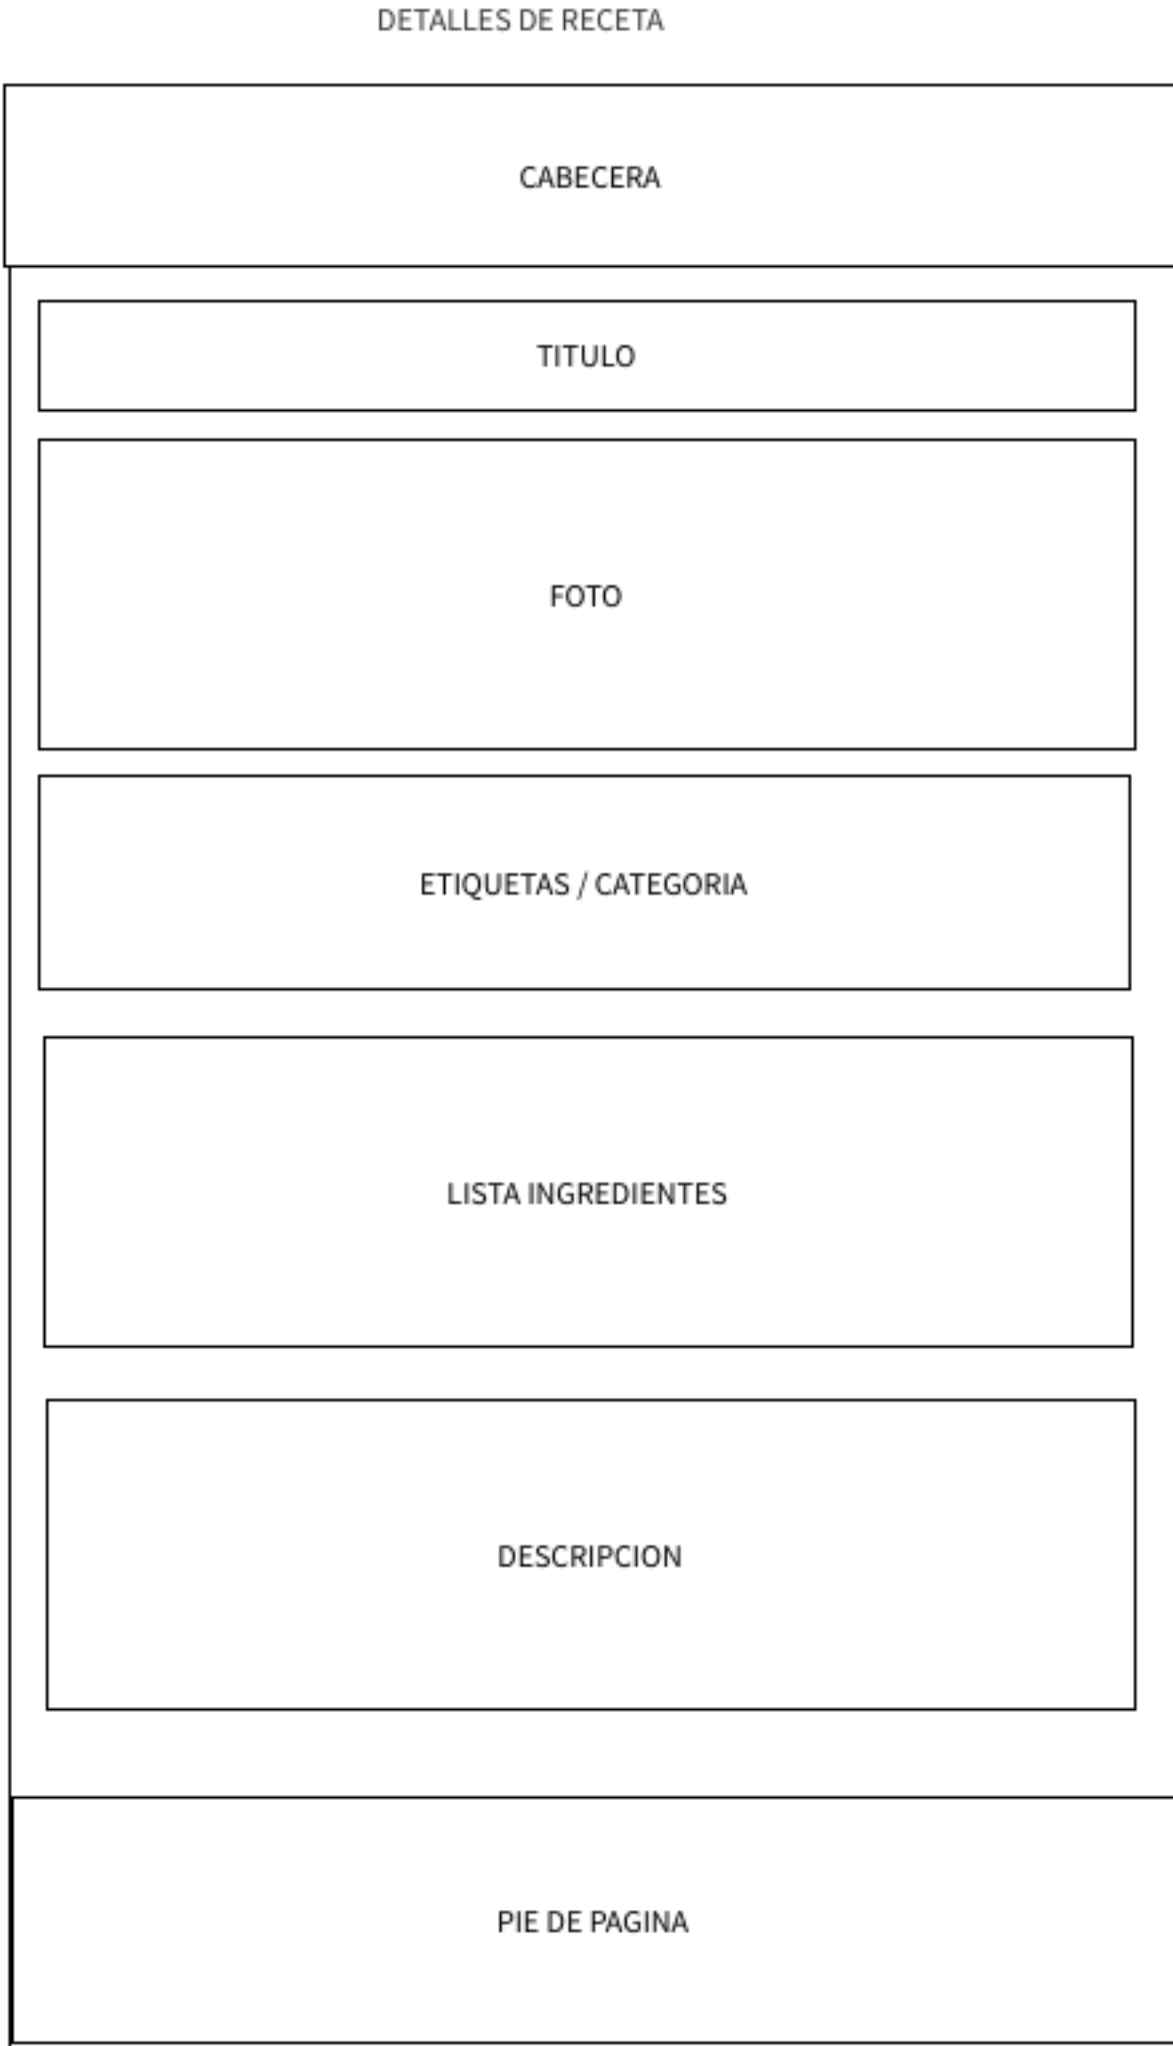 DETALLES DE RECETA
CABECERA
TITULO
FOTO
ETIQUETAS / CATEGORIA
LISTA INGREDIENTES
DESCRIPCION
PIE DE PAGINA